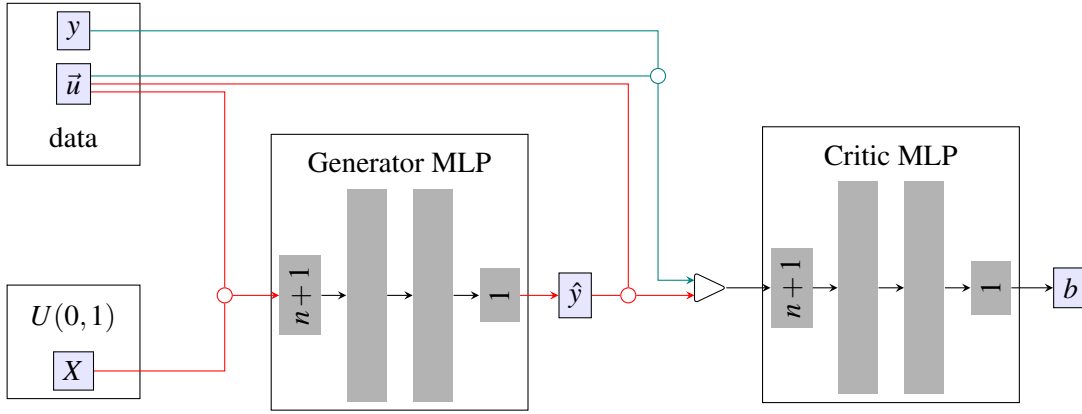 y
u⃗
data
U(0,1)
X
Generator MLP
n+1
1
ŷ
Critic MLP
n+1
1
b